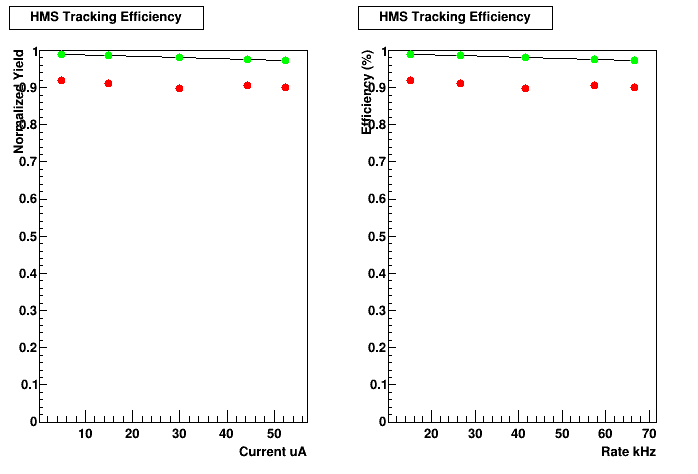 HMS Tracking Efficiency
Normalized Yield
1
0.9
0.8
0.7
0.6
0.5
0.4
0.3
0.2
0.1
0
10 20 30 40 50
Current uA
HMS Tracking Efficiency
Efficiency (%)
1
0.9
0.8
0.7
0.6
0.5
0.4
0.3
0.2
0.1
0
20 30 40 50 60 70
Rate kHz